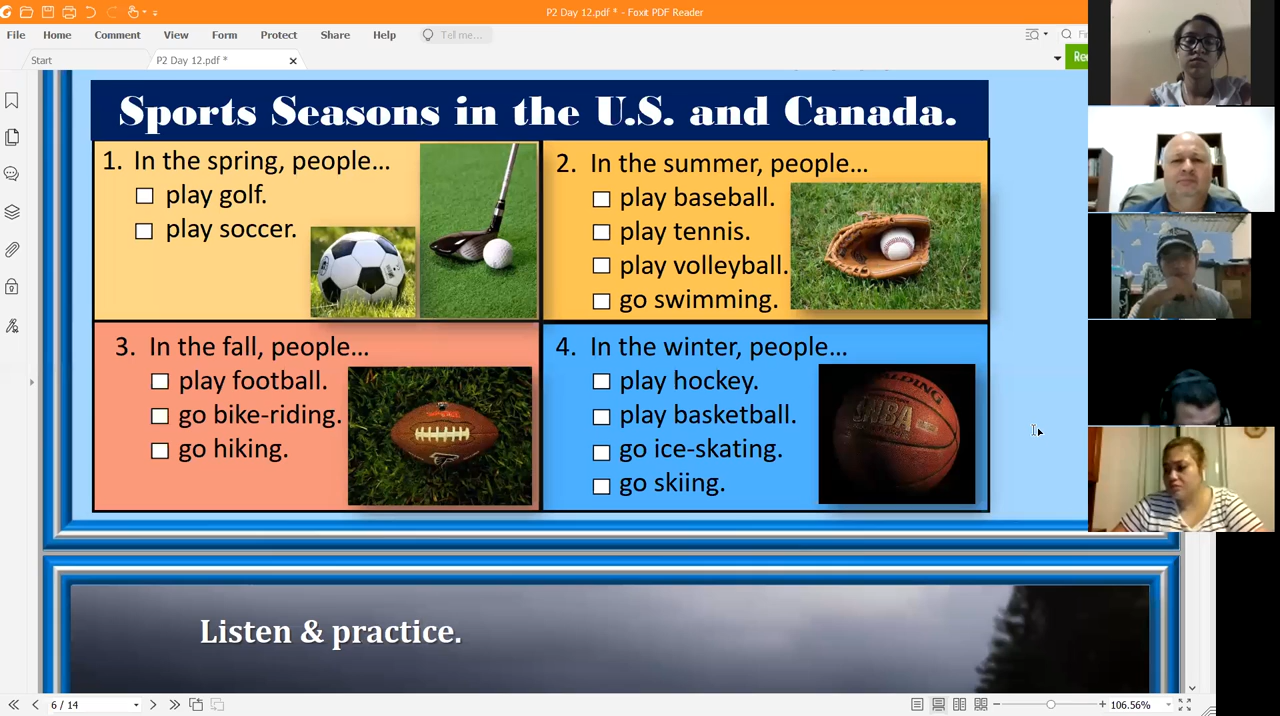 P2 Day 12.pdf * - Foxit PDF Reader
File Home Comment View Form Protect Share Help Tell me...
Start P2 Day 12.pdf *
Sports Seasons in the U.S. and Canada.
1. In the spring, people...
play golf.
play soccer.
2. In the summer, people...
play baseball.
play tennis.
play volleyball.
go swimming.
3. In the fall, people...
play football.
go bike-riding.
go hiking.
4. In the winter, people...
play hockey.
play basketball.
go ice-skating.
go skiing.
NBA
Listen & practice.
6 / 14
106.56%